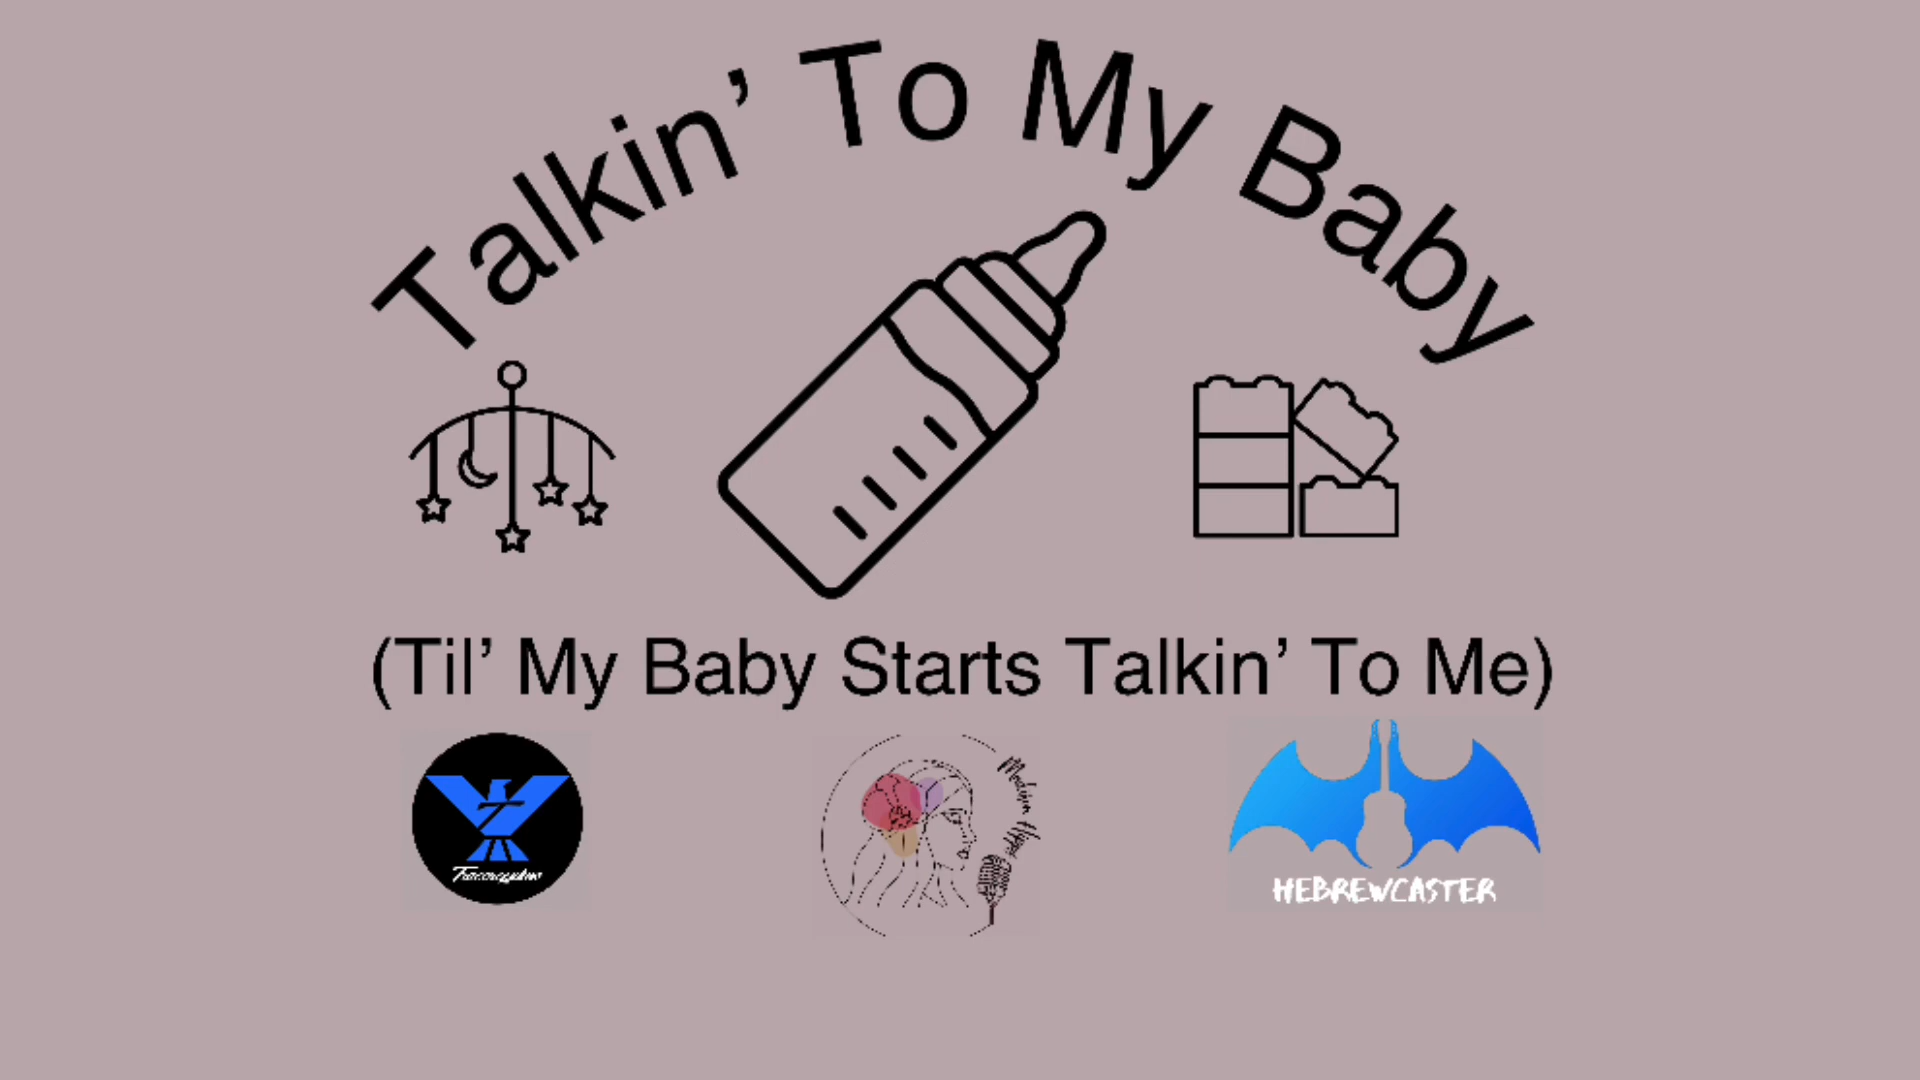 Talkin’ To My Baby
(Til’ My Baby Starts Talkin’ To Me)
HEBREWCASTER